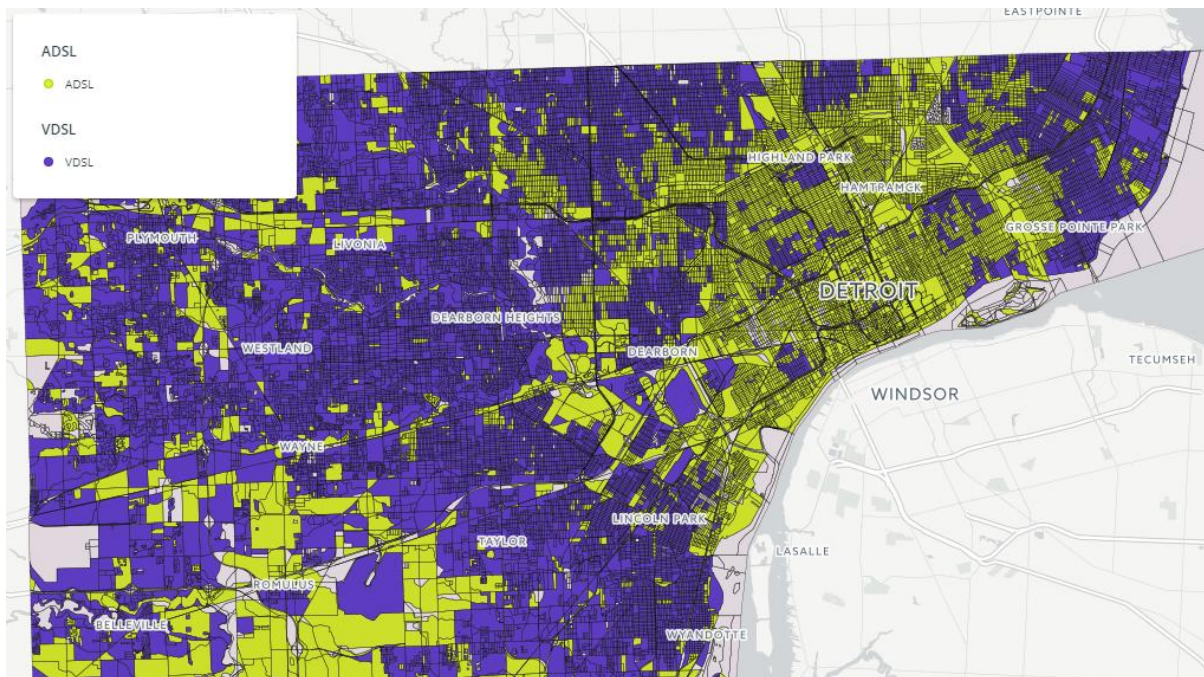 ADSL
ADSL
VDSL
VDSL
EASTPOINTE
HIGHLAND PARK
HAMTRAMCK
GROSSE POINTE PARK
PLYMOUTH
LIVONIA
DETROIT
DEARBORN HEIGHTS
WESTLAND
DEARBORN
TECUMSEH
WINDSOR
WAYNE
LINCOLN PARK
TAYLOR
LASALLE
ROMULUS
BELLEVILLE
WYANDOTTE